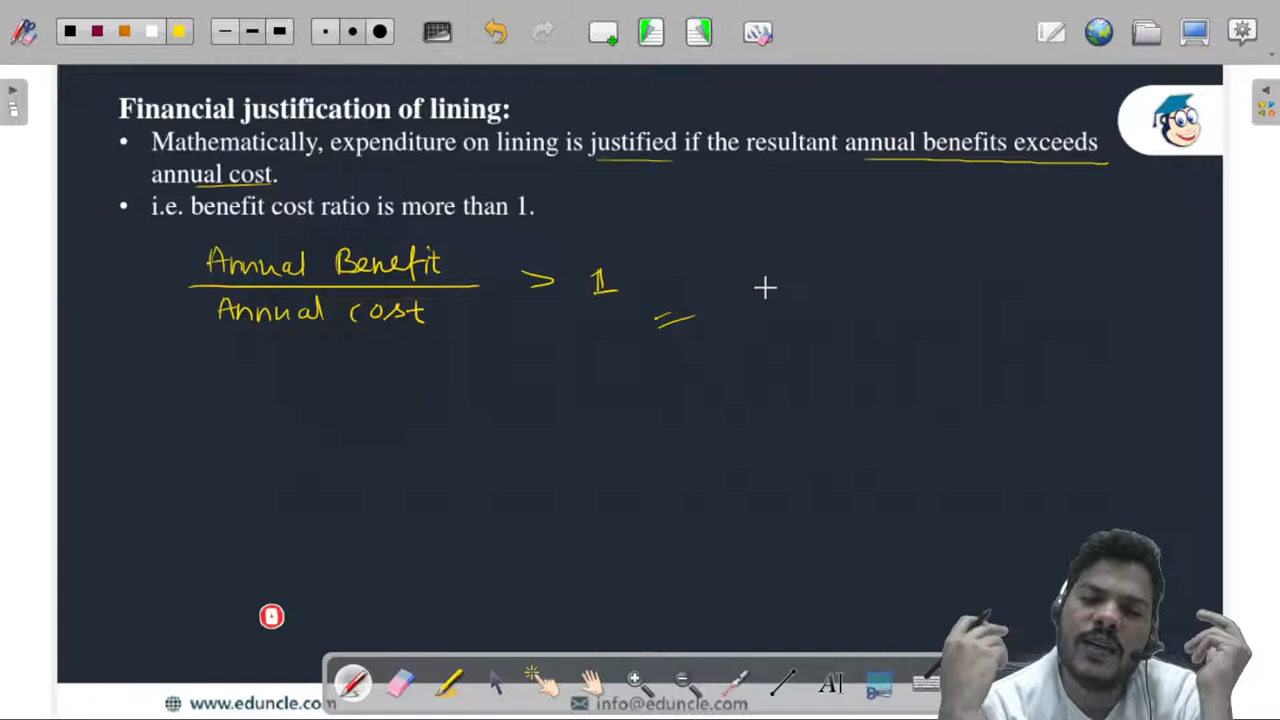 Financial justification of lining:
• Mathematically, expenditure on lining is justified if the resultant annual benefits exceeds
annual cost.
• i.e. benefit cost ratio is more than 1.
Annual Benefit
Annual cost
> 1
=
AI
www.eduncle.com
info@eduncle.com